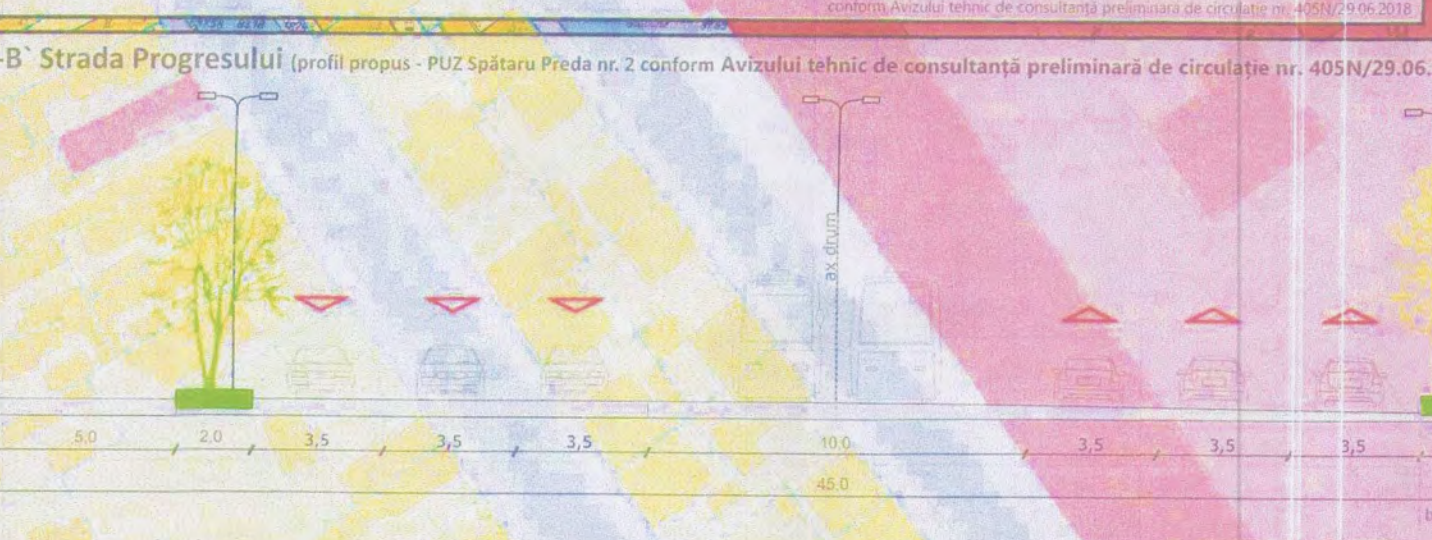 conform Avizului tehnic de consultanță preliminară de circulație nr. 405N/29.06.2018
-B` Strada Progresului (profil propus - PUZ Spătaru Preda nr. 2 conform Avizului tehnic de consultanță preliminară de circulație nr. 405N/29.06.
ax drum
5,0 2,0 3,5 3,5 3,5 10,0 3,5 3,5 3,5
45,0